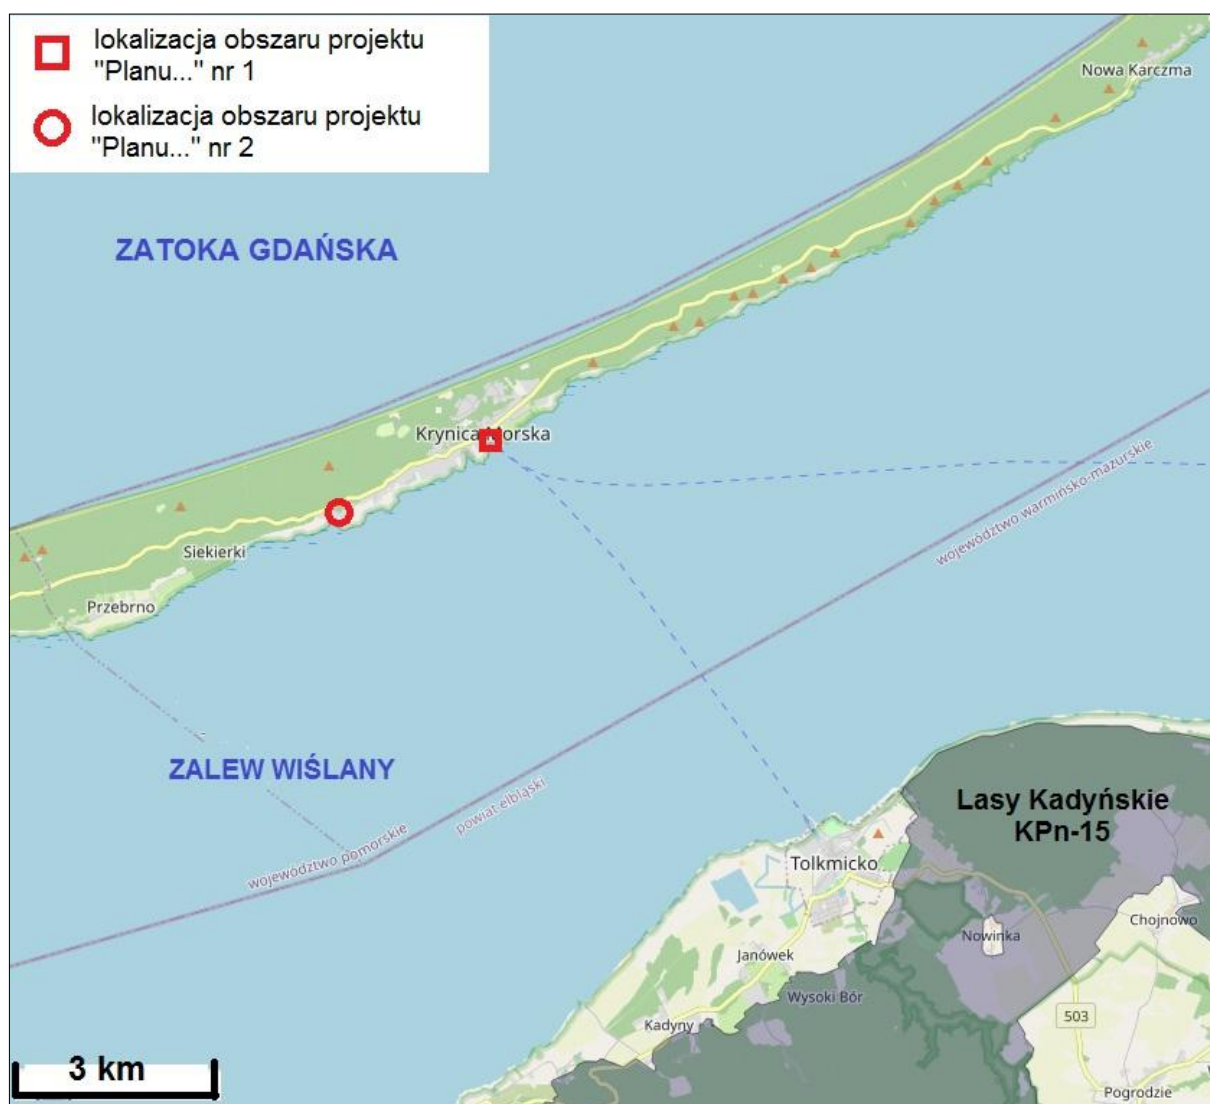 lokalizacja obszaru projektu
"Planu..." nr 1
lokalizacja obszaru projektu
"Planu..." nr 2
Nowa Karczma
ZATOKA GDAŃSKA
Krynica Morska
województwo warmińsko-mazurskie
Siekierki
Przebrno
ZALEW WIŚLANY
powiat elbląski
województwo pomorskie
Lasy Kadyńskie
KPn-15
Tolkmicko
Chojnowo
Nowinka
Janówek
Wysoki Bór
503
Kadyny
3 km
Pogrodzie